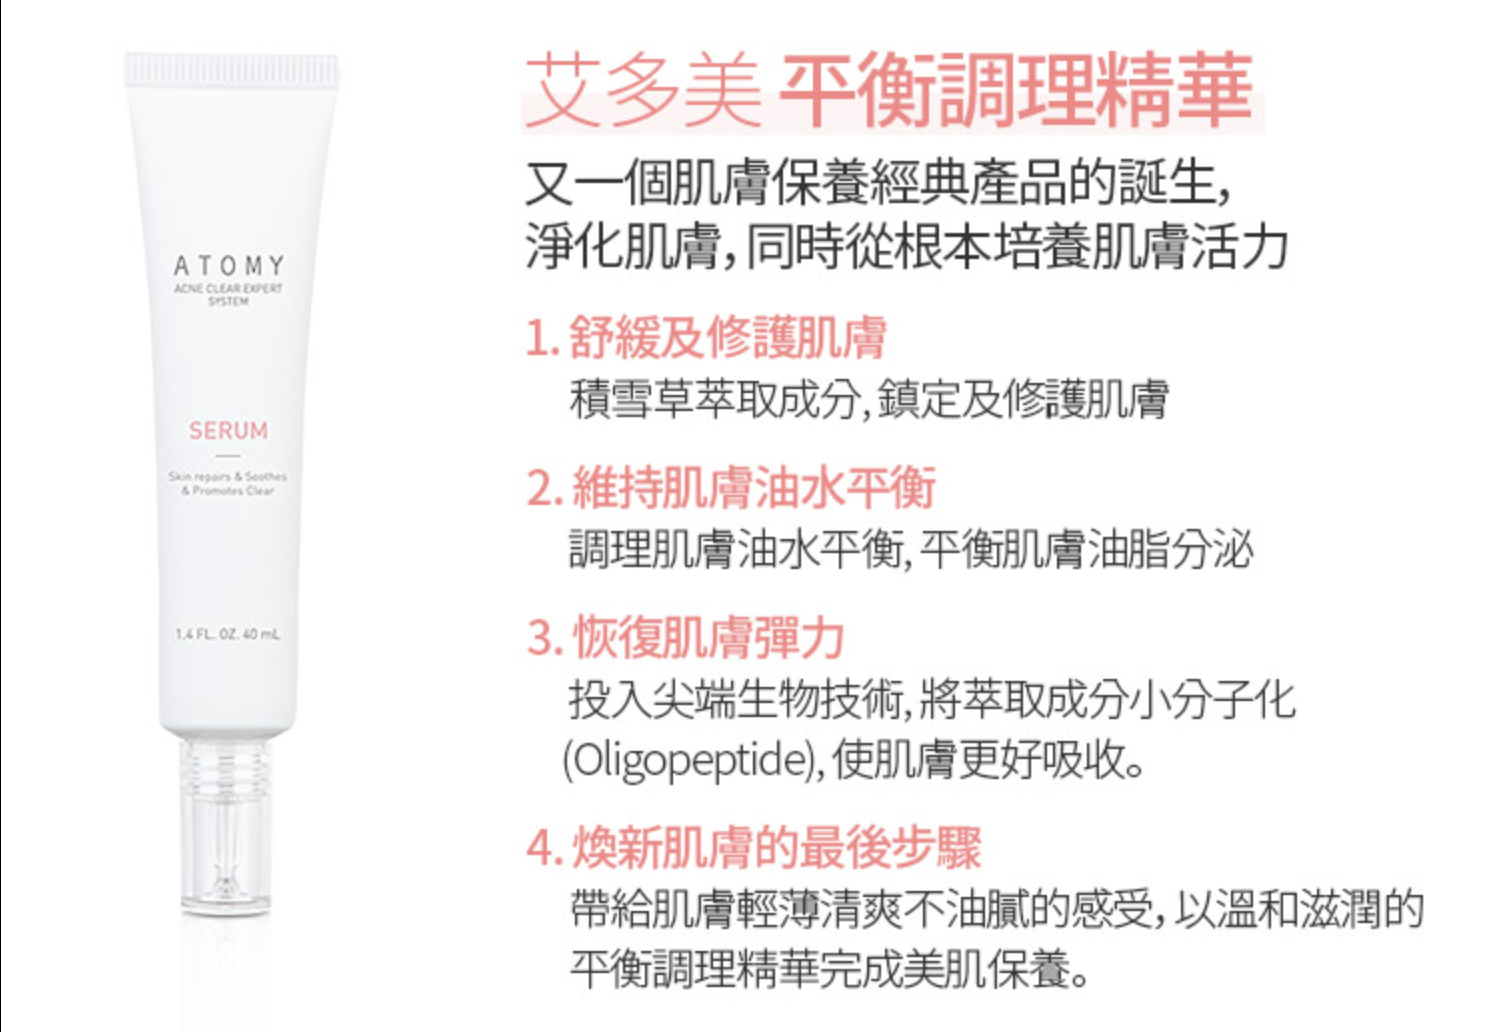 ATOMY
ACNE CLEAR EXPERT
SYSTEM
SERUM
Skin repairs & Soothes
& Promotes Clear
1.4 FL. OZ. 40 mL
艾多美 平衡調理精華
又一個肌膚保養經典產品的誕生,
淨化肌膚, 同時從根本培養肌膚活力
1. 舒緩及修護肌膚
積雪草萃取成分, 鎮定及修護肌膚
2. 維持肌膚油水平衡
調理肌膚油水平衡, 平衡肌膚油脂分泌
3. 恢復肌膚彈力
投入尖端生物技術, 將萃取成分小分子化
(Oligopeptide), 使肌膚更好吸收。
4. 煥新肌膚的最後步驟
帶給肌膚輕薄清爽不油膩的感受, 以溫和滋潤的
平衡調理精華完成美肌保養。